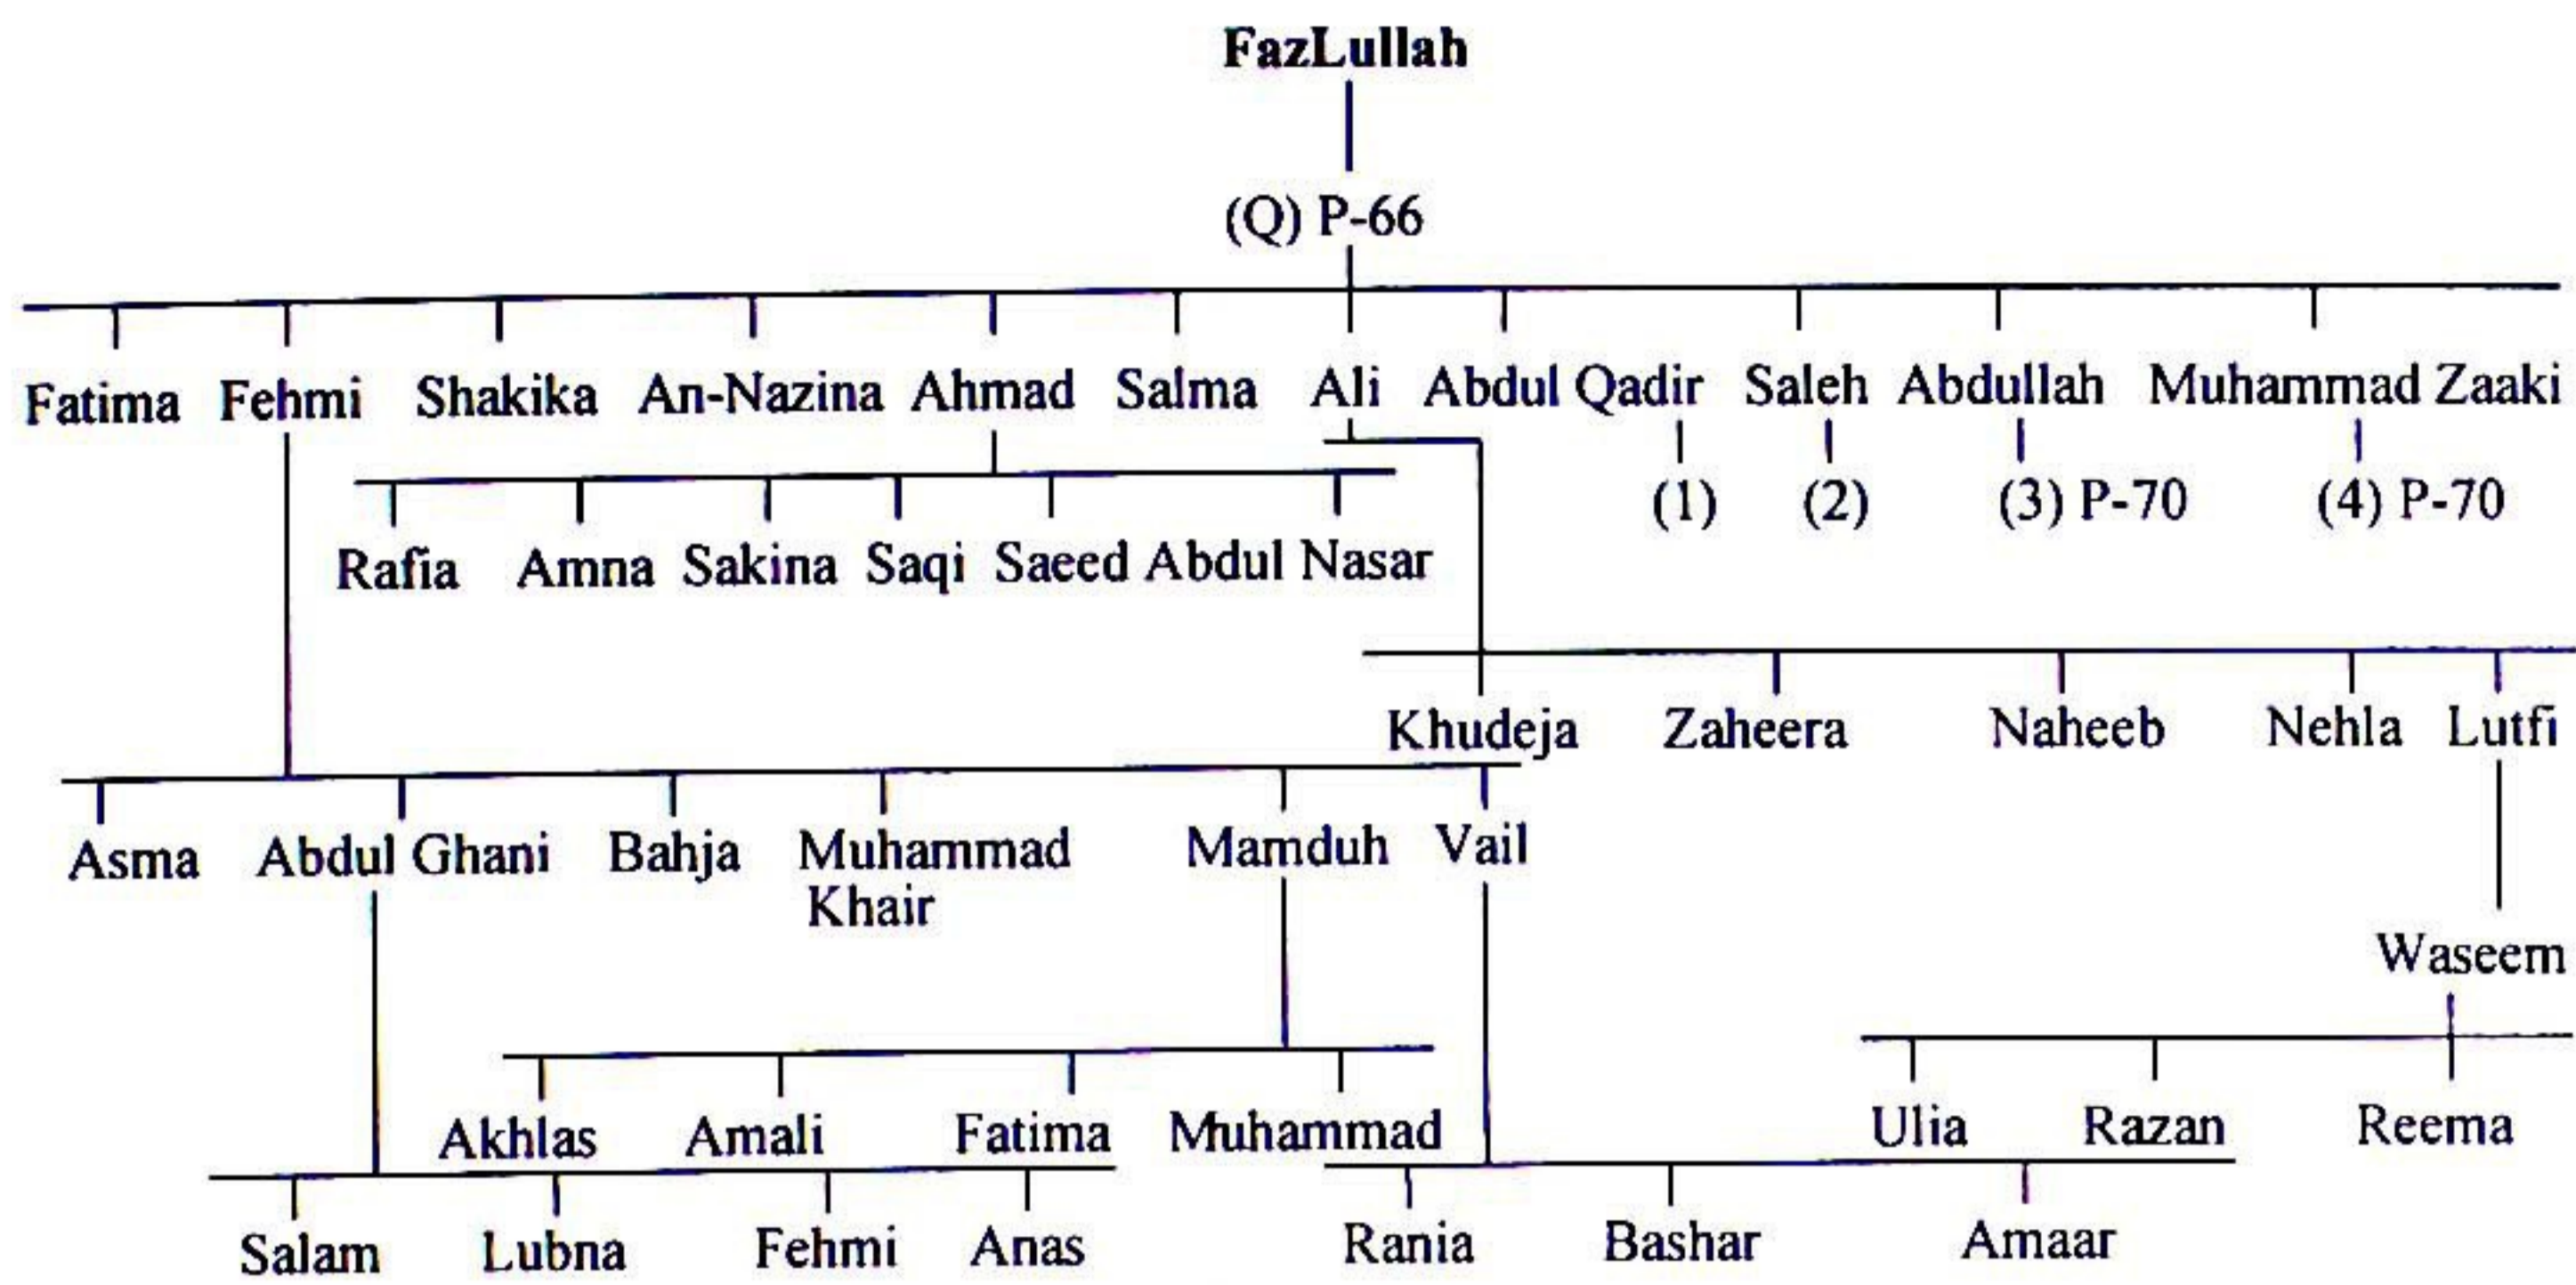 FazLullah
(Q) P-66
Fatima Fehmi Shakika An-Nazina Ahmad Salma Ali Abdul Qadir Saleh Abdullah Muhammad Zaaki
(1) (2) (3) P-70 (4) P-70
Rafia Amna Sakina Saqi Saeed Abdul Nasar
Khudeja Zaheera Naheeb Nehla Lutfi
Asma Abdul Ghani Bahja Muhammad Mamduh Vail
Khair
Waseem
Akhlas Amali Fatima Muhammad Ulia Razan Reema
Salam Lubna Fehmi Anas Rania Bashar Amaar